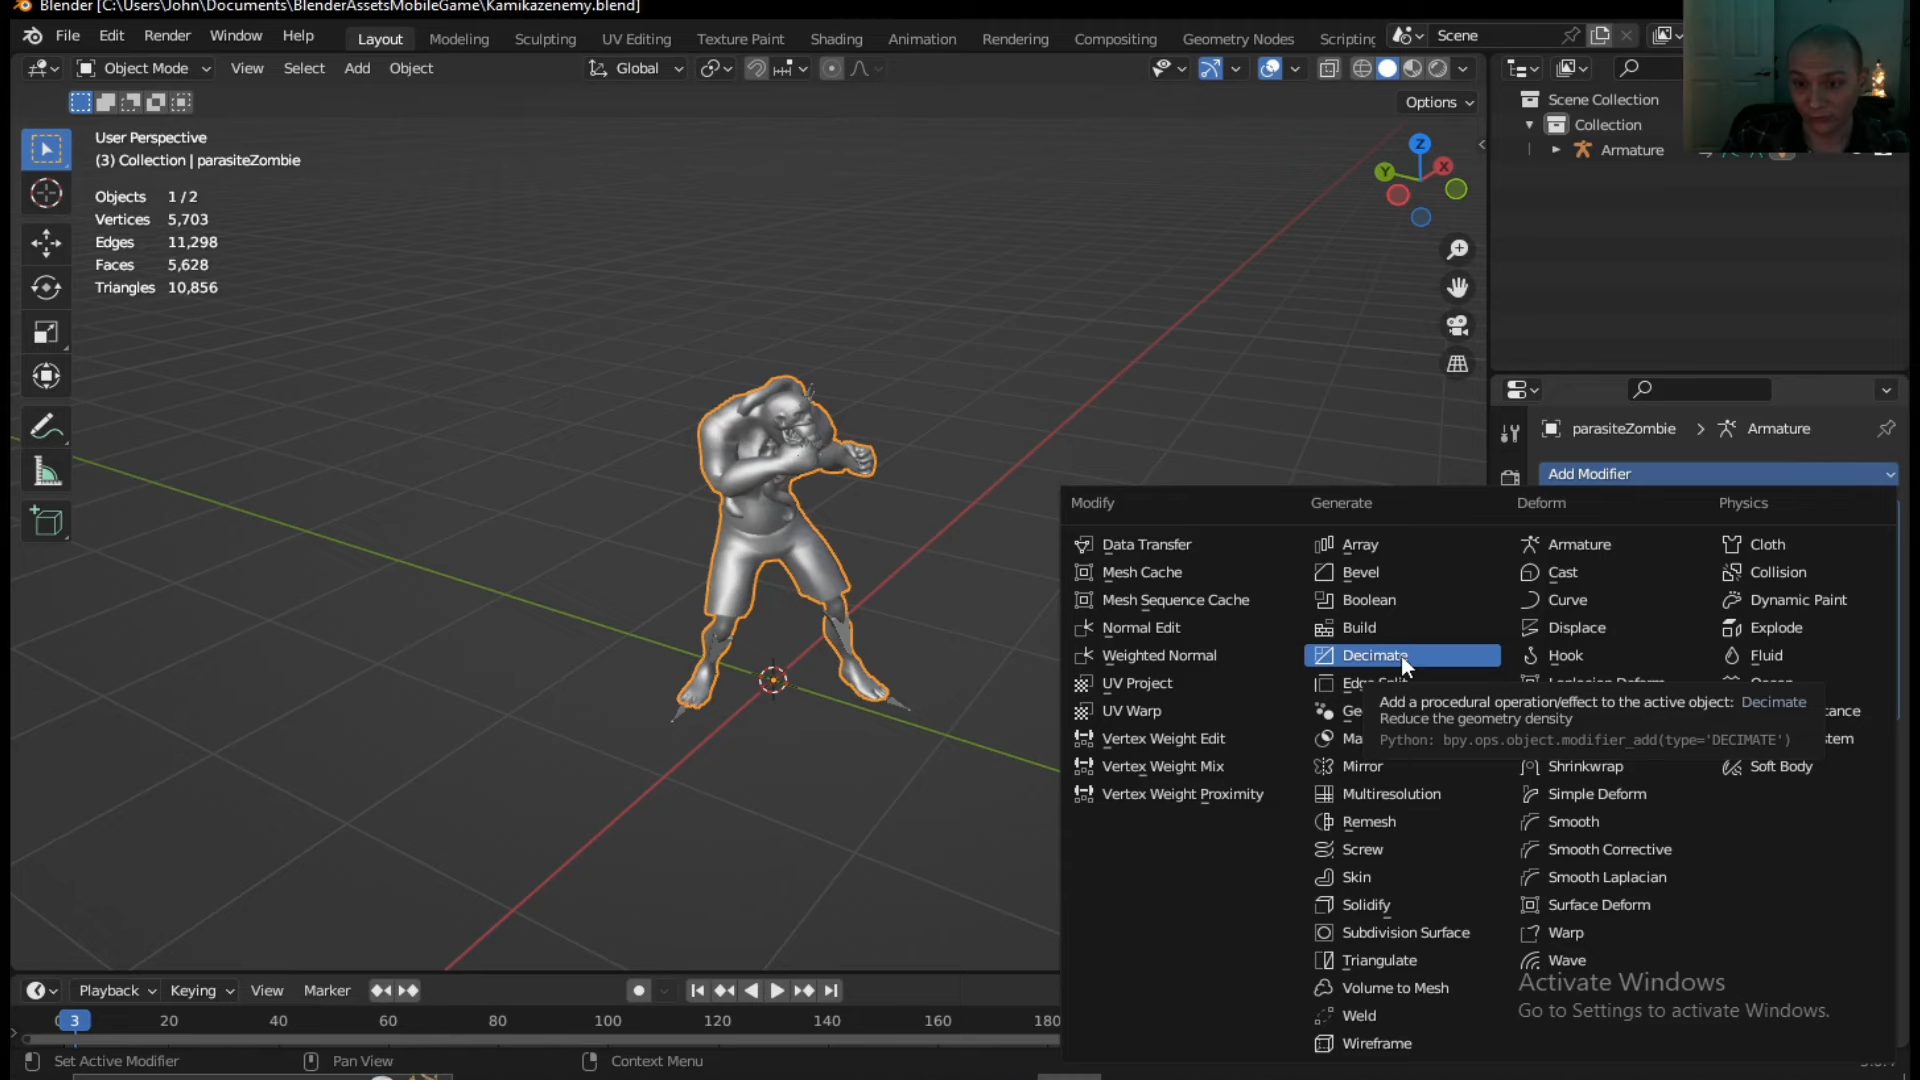 Blender [C:\Users\John\Documents\BlenderAssetsMobileGame\Kamikazenemy.blend]
File Edit Render Window Help Layout Modeling Sculpting UV Editing Texture Paint Shading Animation Rendering Compositing Geometry Nodes Scripting Scene
Object Mode View Select Add Object Global
Options
User Perspective
(3) Collection | parasiteZombie
Objects 1 / 2
Vertices 5,703
Edges 11,298
Faces 5,628
Triangles 10,856
Z
X
Y
Scene Collection
Collection
Armature
parasiteZombie > Armature
Add Modifier
Modify Generate Deform Physics
Data Transfer Array Armature Cloth
Mesh Cache Bevel Cast Collision
Mesh Sequence Cache Boolean Curve Dynamic Paint
Normal Edit Build Displace Explode
Weighted Normal Decimate Hook Fluid
UV Project
UV Warp
Add a procedural operation/effect to the active object: Decimate
Reduce the geometry density
Python: bpy.ops.object.modifier_add(type='DECIMATE')
Vertex Weight Edit
Vertex Weight Mix Mirror Shrinkwrap Soft Body
Vertex Weight Proximity Multiresolution Simple Deform
Remesh Smooth
Screw Smooth Corrective
Skin Smooth Laplacian
Solidify Surface Deform
Subdivision Surface Warp
Triangulate Wave
Volume to Mesh
Weld
Wireframe
Activate Windows
Go to Settings to activate Windows.
Playback Keying View Marker
3 20 40 60 80 100 120 140 160 180
Set Active Modifier Pan View Context Menu